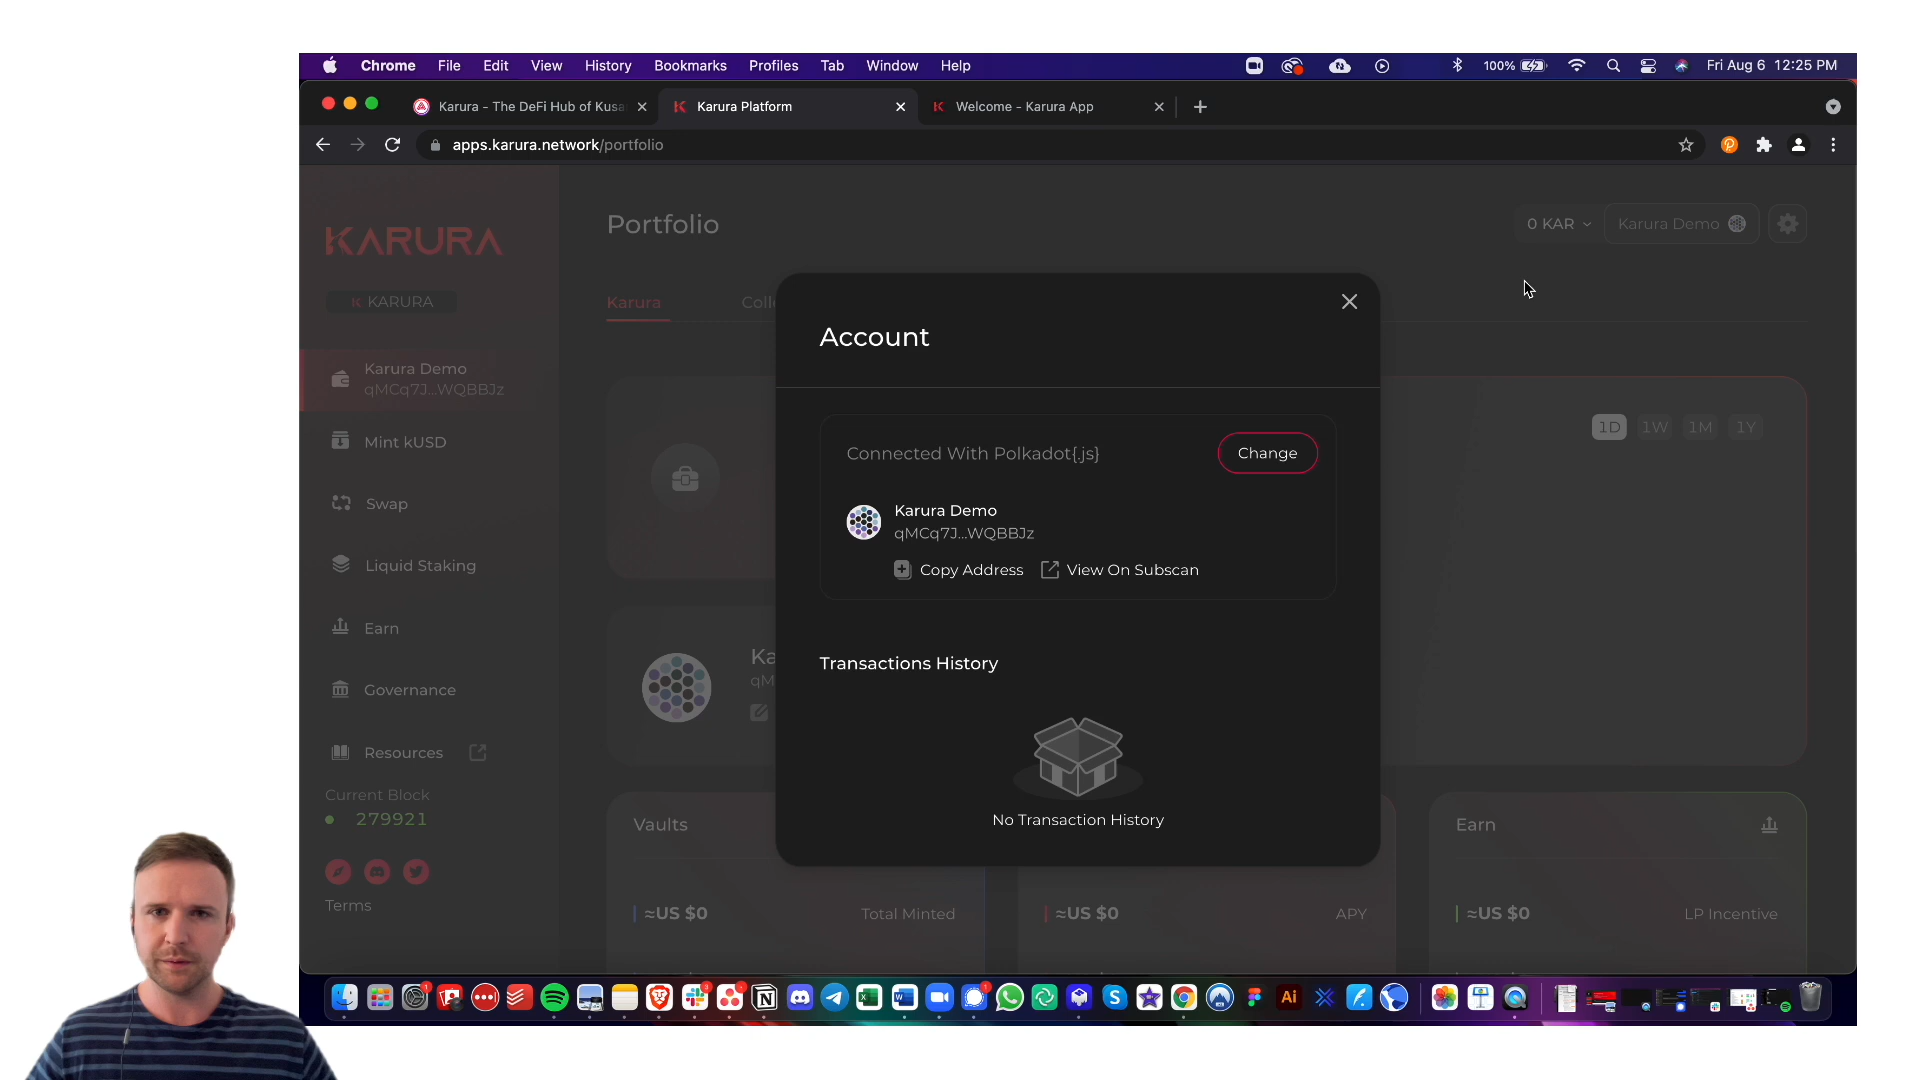 Chrome File Edit View History Bookmarks Profiles Tab Window Help 100% Fri Aug 6 12:25 PM
Karura - The DeFi Hub of Kusa
Karura Platform
Welcome - Karura App
apps.karura.network/portfolio
KARURA
KARURA
Karura Demo
qMCq7J...WQBBJz
Mint kUSD
Swap
Liquid Staking
Earn
Governance
Resources
Current Block
279921
Terms
Portfolio
0 KAR
Karura Demo
Karura
Coll
1D 1W 1M 1Y
Ka
qM
Account
Connected With Polkadot{.js}
Change
Karura Demo
qMCq7J...WQBBJz
Copy Address
View On Subscan
Transactions History
No Transaction History
Vaults
≈US $0
Total Minted
≈US $0
APY
Earn
≈US $0
LP Incentive